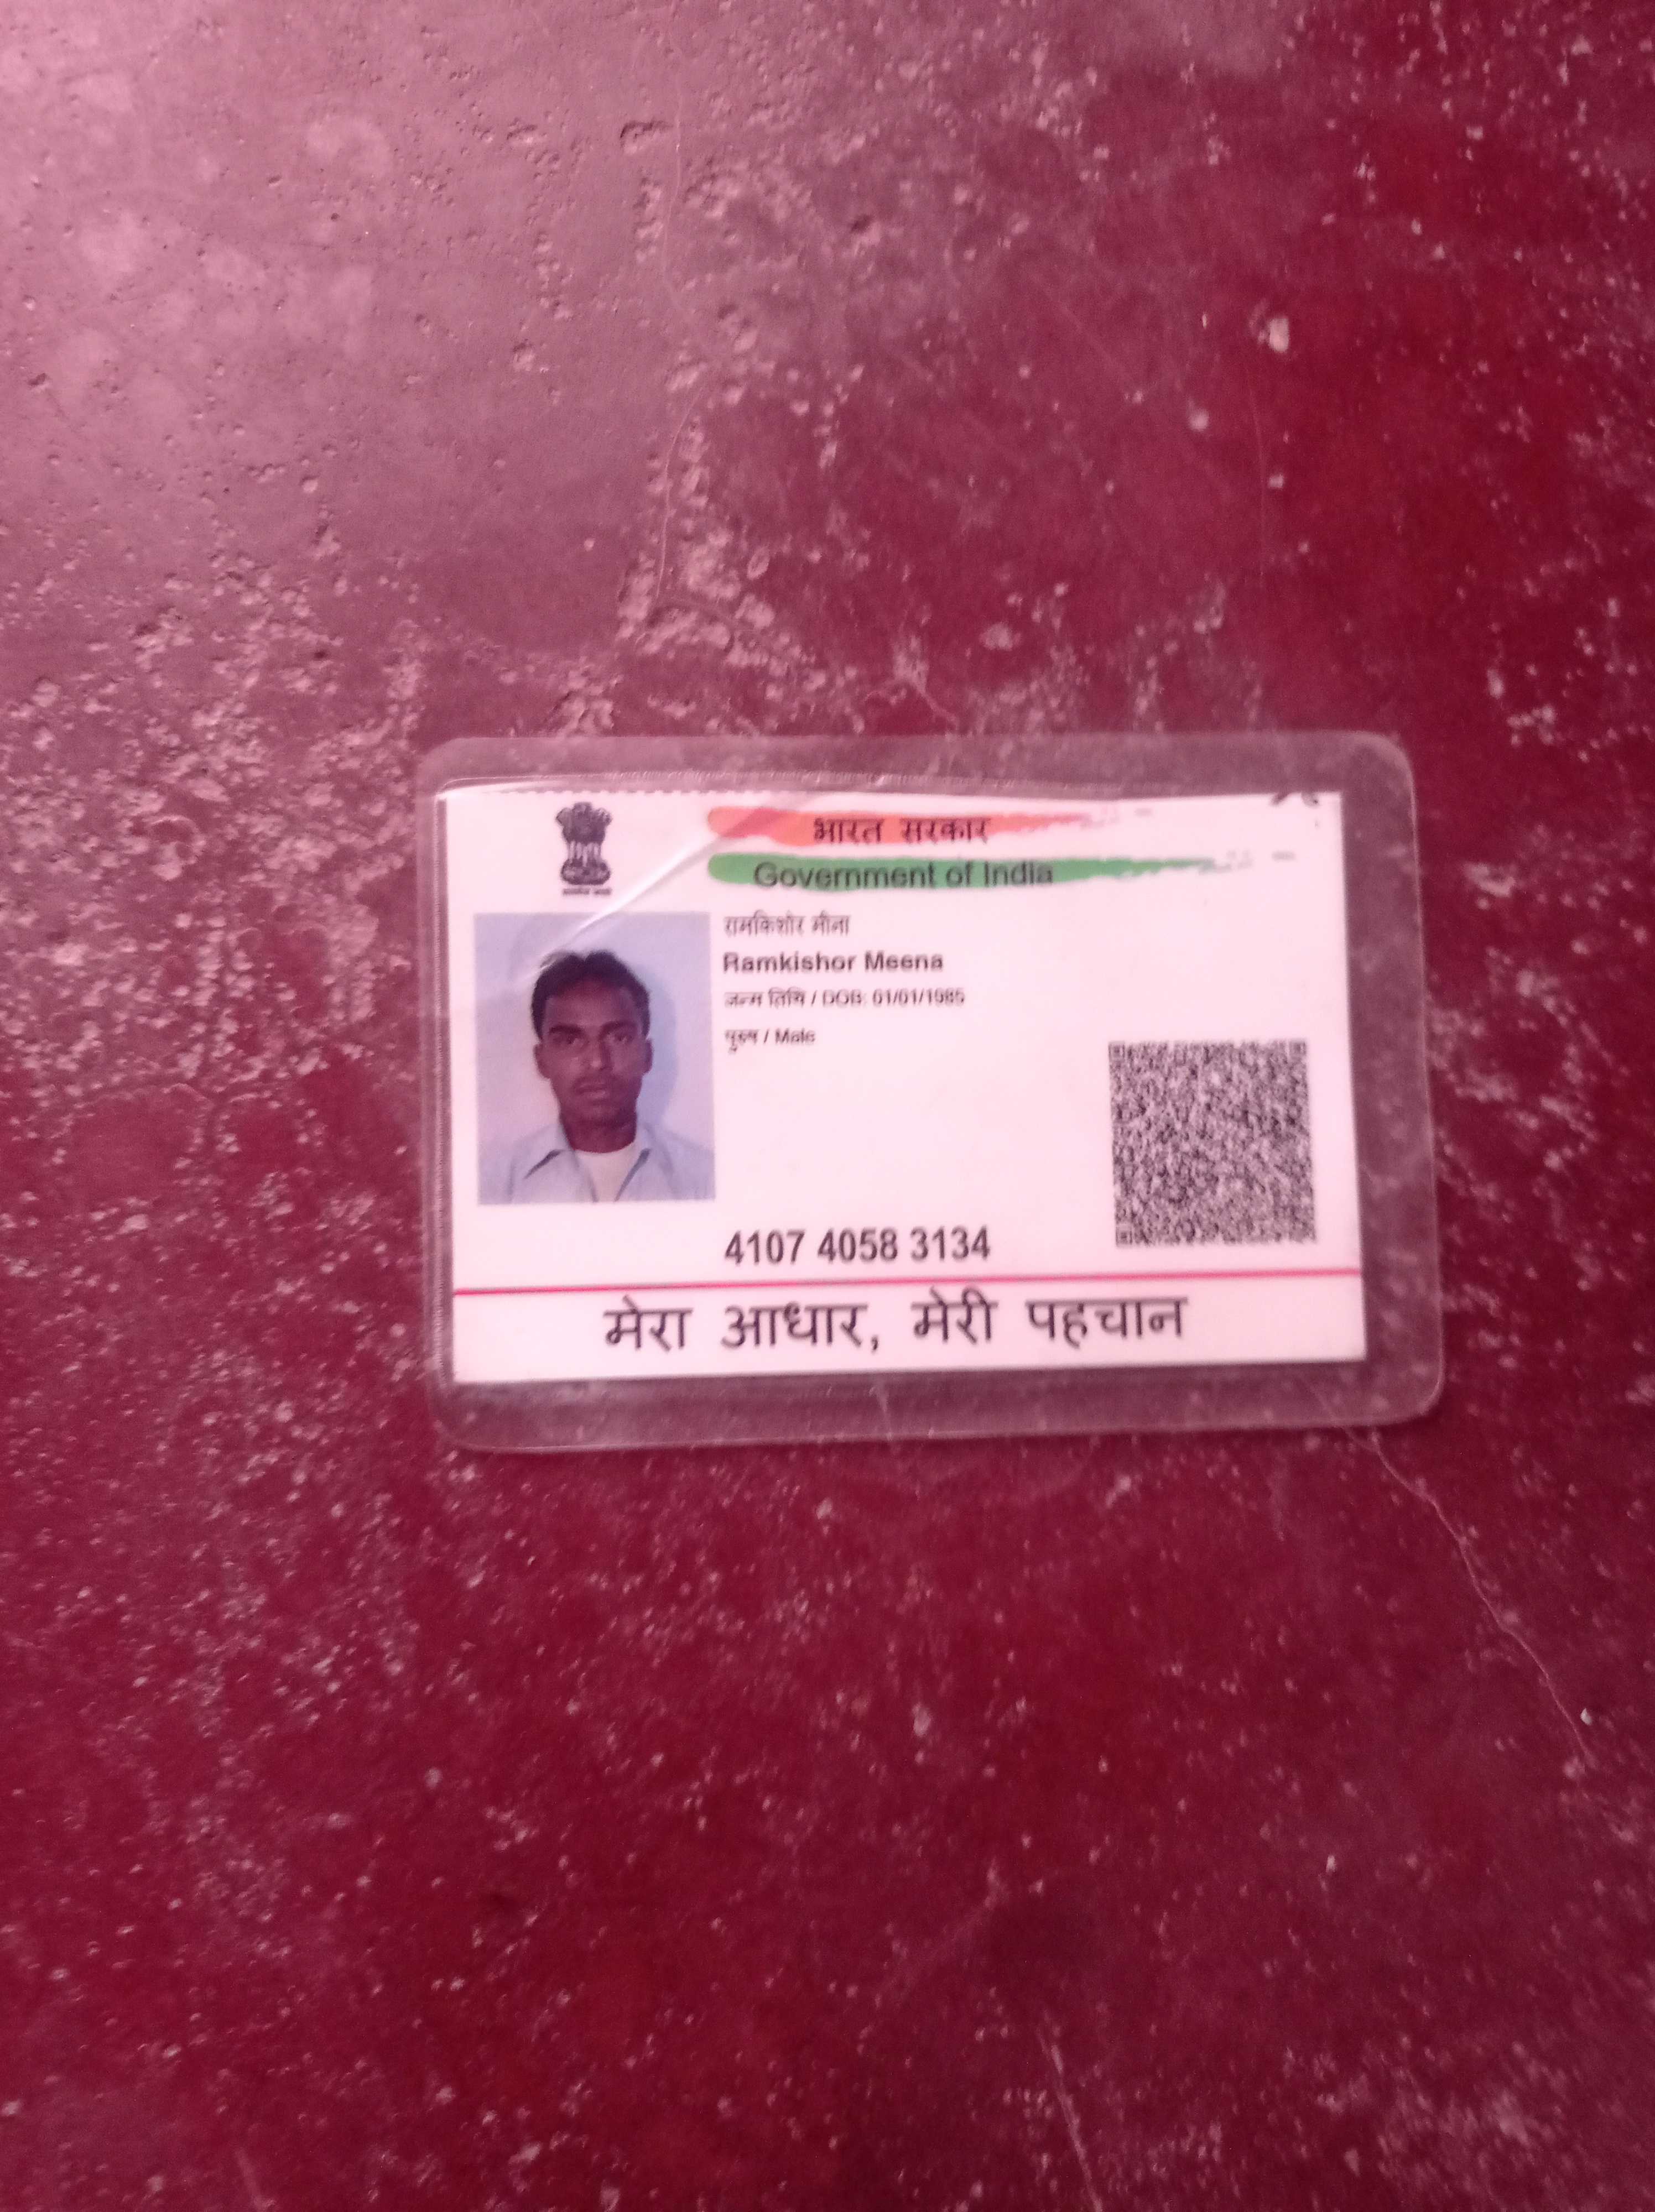 भारत सरकार
Government of India
रामकिशोर मीना
Ramkishor Meena
जन्म तिथि / DOB: 01/01/1985
पुरुष / Male
4107 4058 3134
मेरा आधार, मेरी पहचान